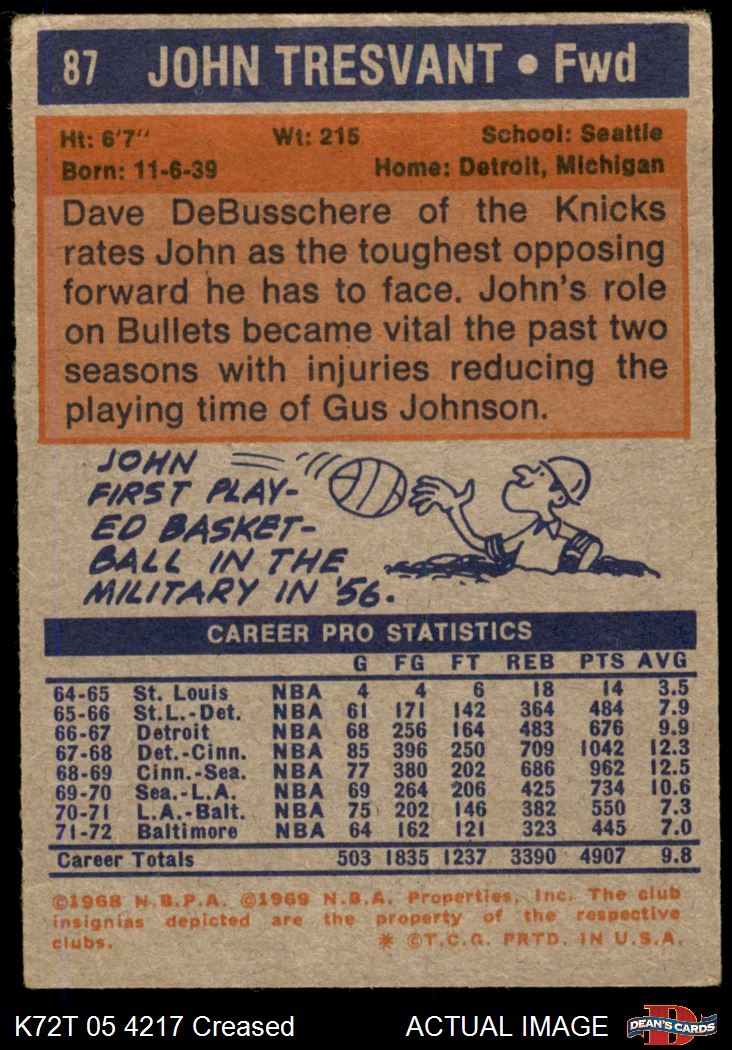 87 JOHN TRESVANT • Fwd
Ht: 6'7" Wt: 215 School: Seattle
Born: 11-6-39 Home: Detroit, Michigan
Dave DeBusschere of the Knicks
rates John as the toughest opposing
forward he has to face. John's role
on Bullets became vital the past two
seasons with injuries reducing the
playing time of Gus Johnson.
JOHN
FIRST PLAY-
ED BASKET-
BALL IN THE
MILITARY IN '56.
CAREER PRO STATISTICS
G FG FT REB PTS AVG
64-65 St. Louis NBA 4 4 6 18 14 3.5
65-66 St.L.-Det. NBA 61 171 142 364 484 7.9
66-67 Detroit NBA 68 256 164 483 676 9.9
67-68 Det.-Cinn. NBA 85 396 250 709 1042 12.3
68-69 Cinn.-Sea. NBA 77 380 202 686 962 12.5
69-70 Sea.-L.A. NBA 69 264 206 425 734 10.6
70-71 L.A.-Balt. NBA 75 202 146 382 550 7.3
71-72 Baltimore NBA 64 162 121 323 445 7.0
Career Totals 503 1835 1237 3390 4907 9.8
©1968 N.B.P.A. ©1969 N.B.A. Properties, Inc. The club
insignias depicted are the property of the respective
clubs. * ©T.C.G. PRTD. IN U.S.A.
K72T 05 4217 Creased ACTUAL IMAGE D DEAN'S CARDS